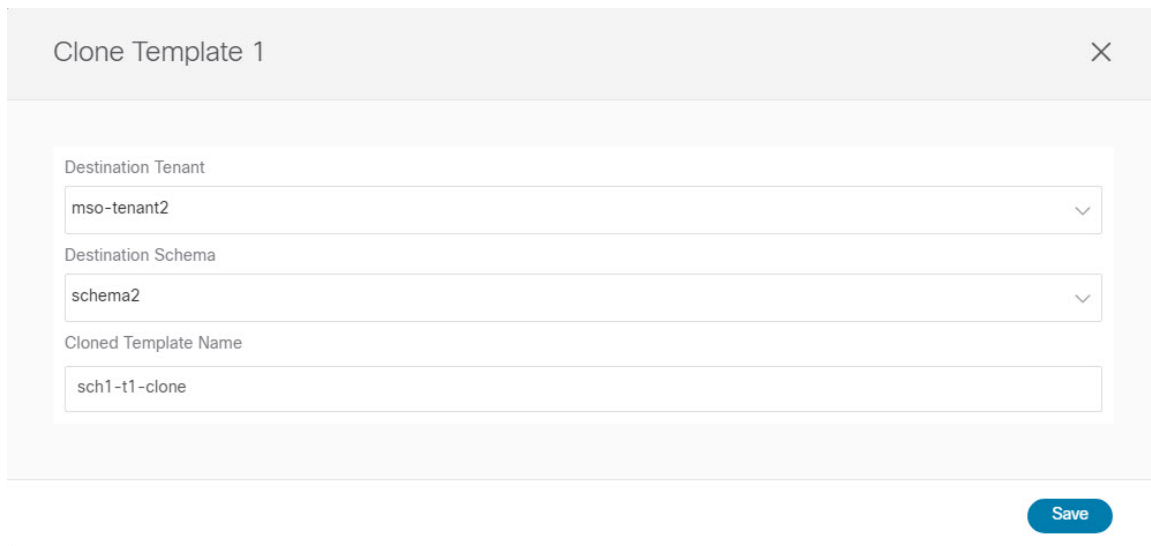 Clone Template 1
Destination Tenant
mso-tenant2
Destination Schema
schema2
Cloned Template Name
sch1-t1-clone
Save